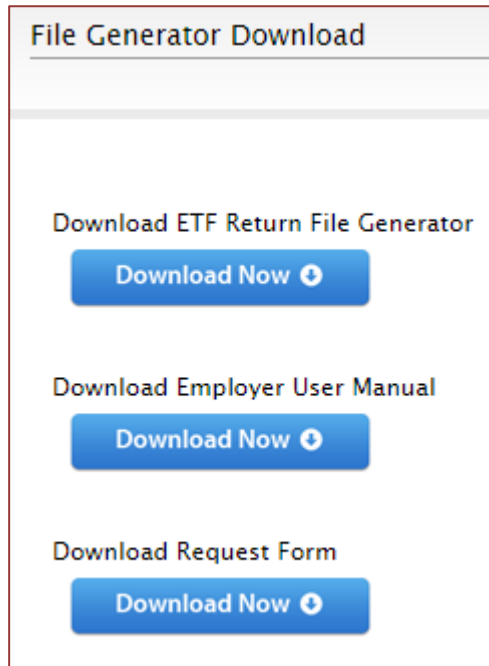 File Generator Download
Download ETF Return File Generator
Download Now
Download Employer User Manual
Download Now
Download Request Form
Download Now